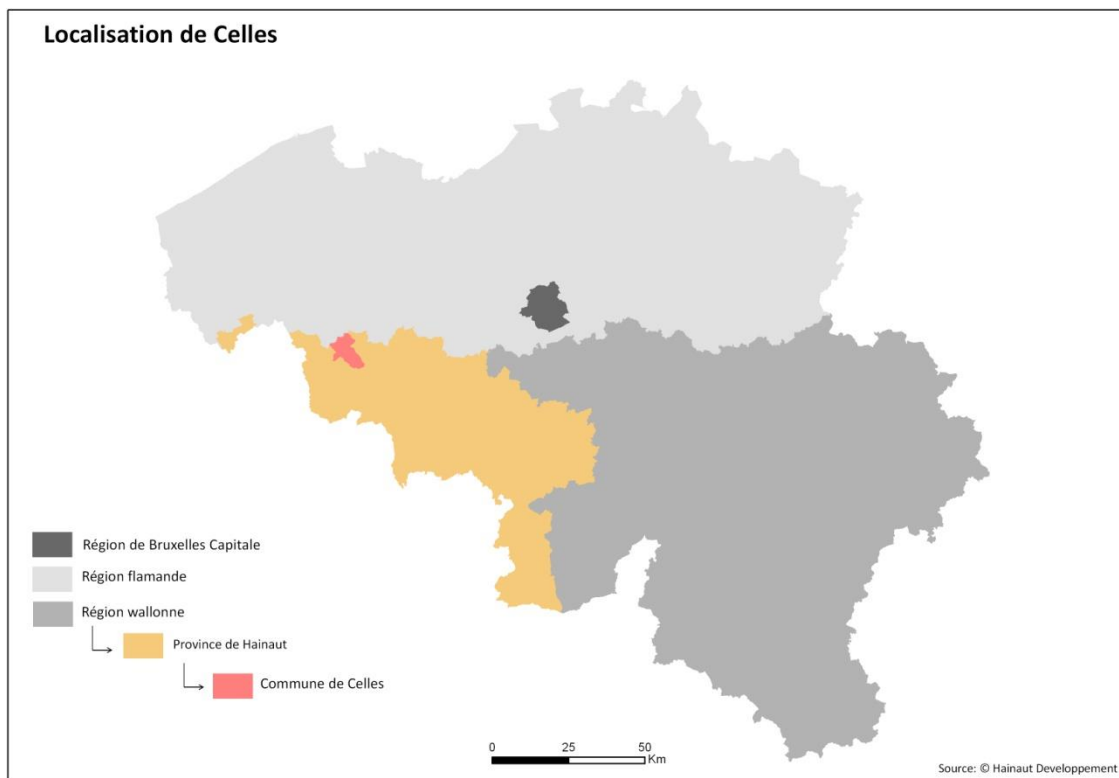 Localisation de Celles
Région de Bruxelles Capitale
Région flamande
Région wallonne
Province de Hainaut
Commune de Celles
0 25 50
Km
Source: © Hainaut Developpement